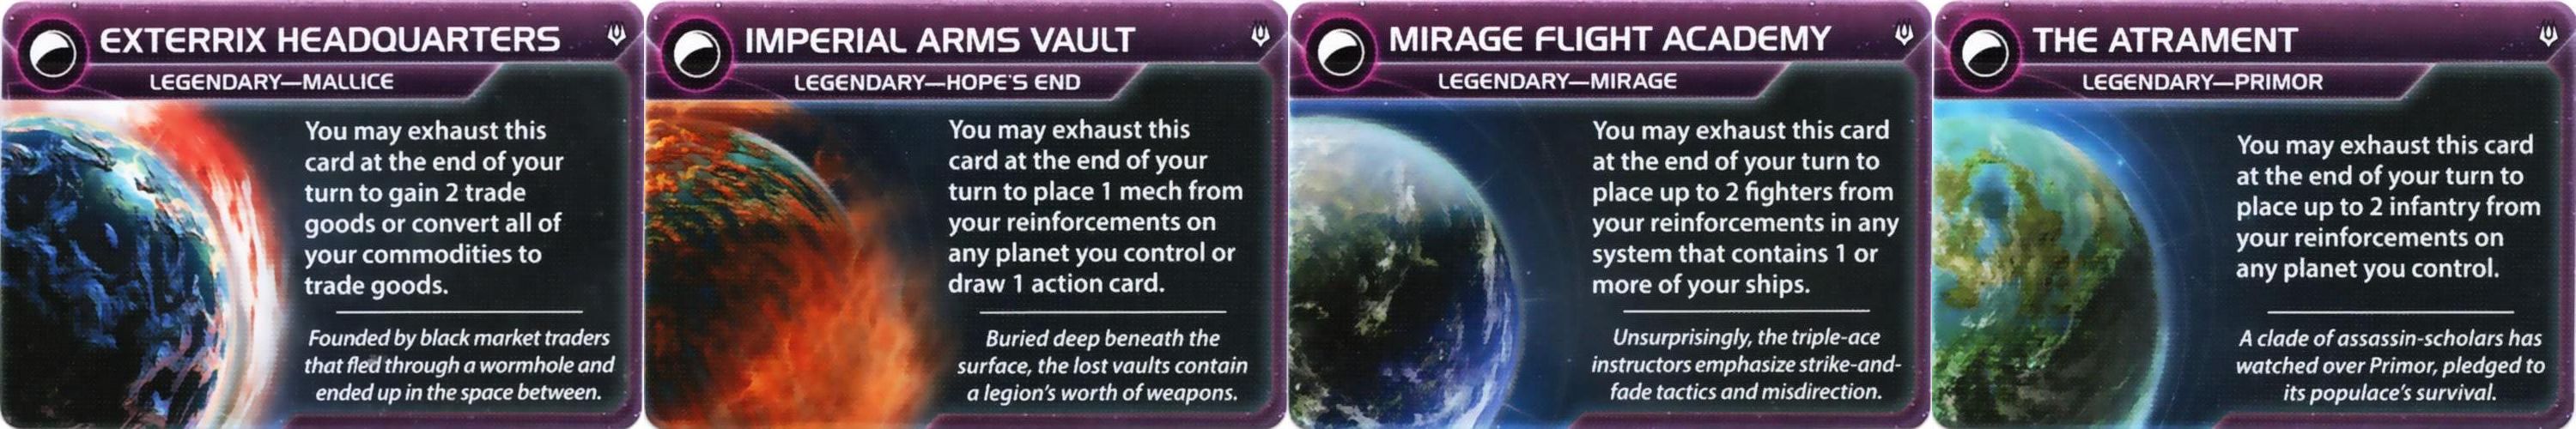 EXTERRIX HEADQUARTERS
LEGENDARY—MALLICE
You may exhaust this
card at the end of your
turn to gain 2 trade
goods or convert all of
your commodities to
trade goods.
Founded by black market traders
that fled through a wormhole and
ended up in the space between.
IMPERIAL ARMS VAULT
LEGENDARY—HOPE'S END
You may exhaust this
card at the end of your
turn to place 1 mech from
your reinforcements on
any planet you control or
draw 1 action card.
Buried deep beneath the
surface, the lost vaults contain
a legion's worth of weapons.
MIRAGE FLIGHT ACADEMY
LEGENDARY—MIRAGE
You may exhaust this card
at the end of your turn to
place up to 2 fighters from
your reinforcements in any
system that contains 1 or
more of your ships.
Unsurprisingly, the triple-ace
instructors emphasize strike-and-
fade tactics and misdirection.
THE ATRAMENT
LEGENDARY—PRIMOR
You may exhaust this card
at the end of your turn to
place up to 2 infantry from
your reinforcements on
any planet you control.
A clade of assassin-scholars has
watched over Primor, pledged to
its populace's survival.